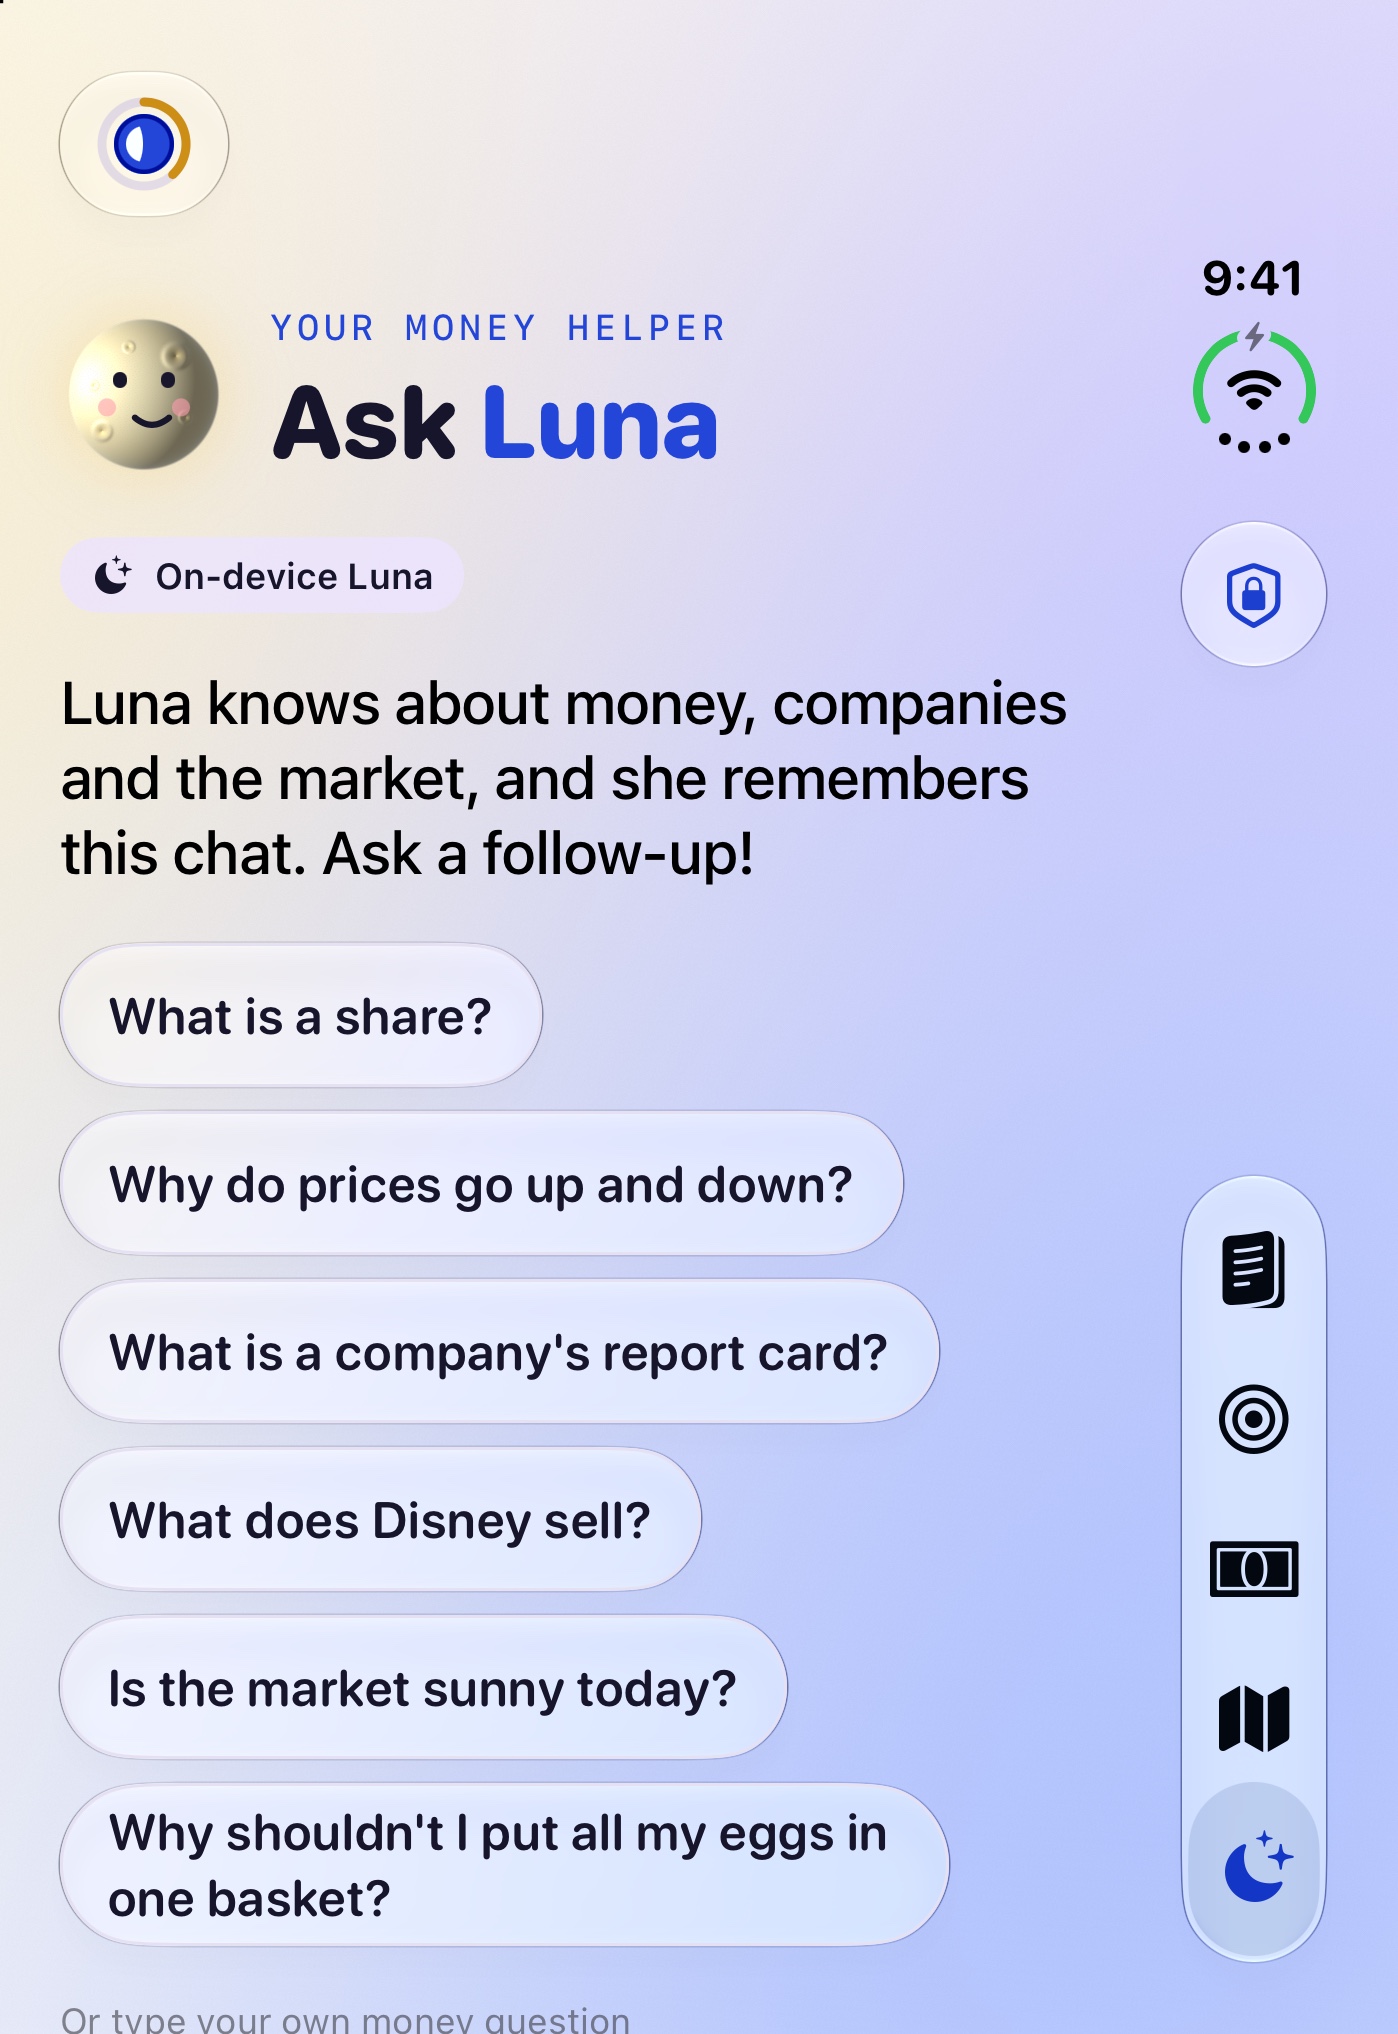 9:41
YOUR MONEY HELPER
Ask Luna
On-device Luna
Luna knows about money, companies
and the market, and she remembers
this chat. Ask a follow-up!
What is a share?
Why do prices go up and down?
What is a company's report card?
What does Disney sell?
Is the market sunny today?
Why shouldn't I put all my eggs in
one basket?
Or type your own money question